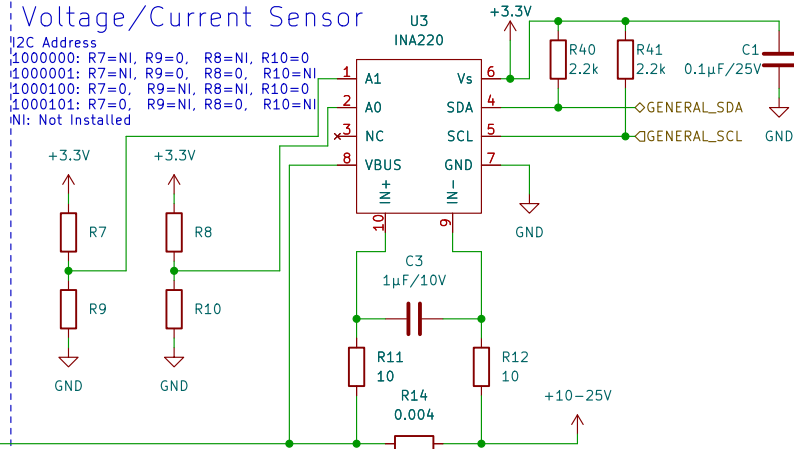 Voltage/Current Sensor
I2C Address
1000000: R7=NI, R9=0, R8=NI, R10=0
1000001: R7=NI, R9=0, R8=0, R10=NI
1000100: R7=0, R9=NI, R8=NI, R10=0
1000101: R7=0, R9=NI, R8=0, R10=NI
NI: Not Installed
U3
INA220
+3.3V
1 A1
2 A0
3 NC
8 VBUS
Vs 6
SDA 4
SCL 5
GND 7
IN+ 10
IN- 9
R40
2.2k
R41
2.2k
C1
0.1µF/25V
GENERAL_SDA
GENERAL_SCL
GND
GND
+3.3V
+3.3V
R7
R8
R9
R10
GND
GND
C3
1µF/10V
R11
10
R12
10
R14
0.004
+10-25V